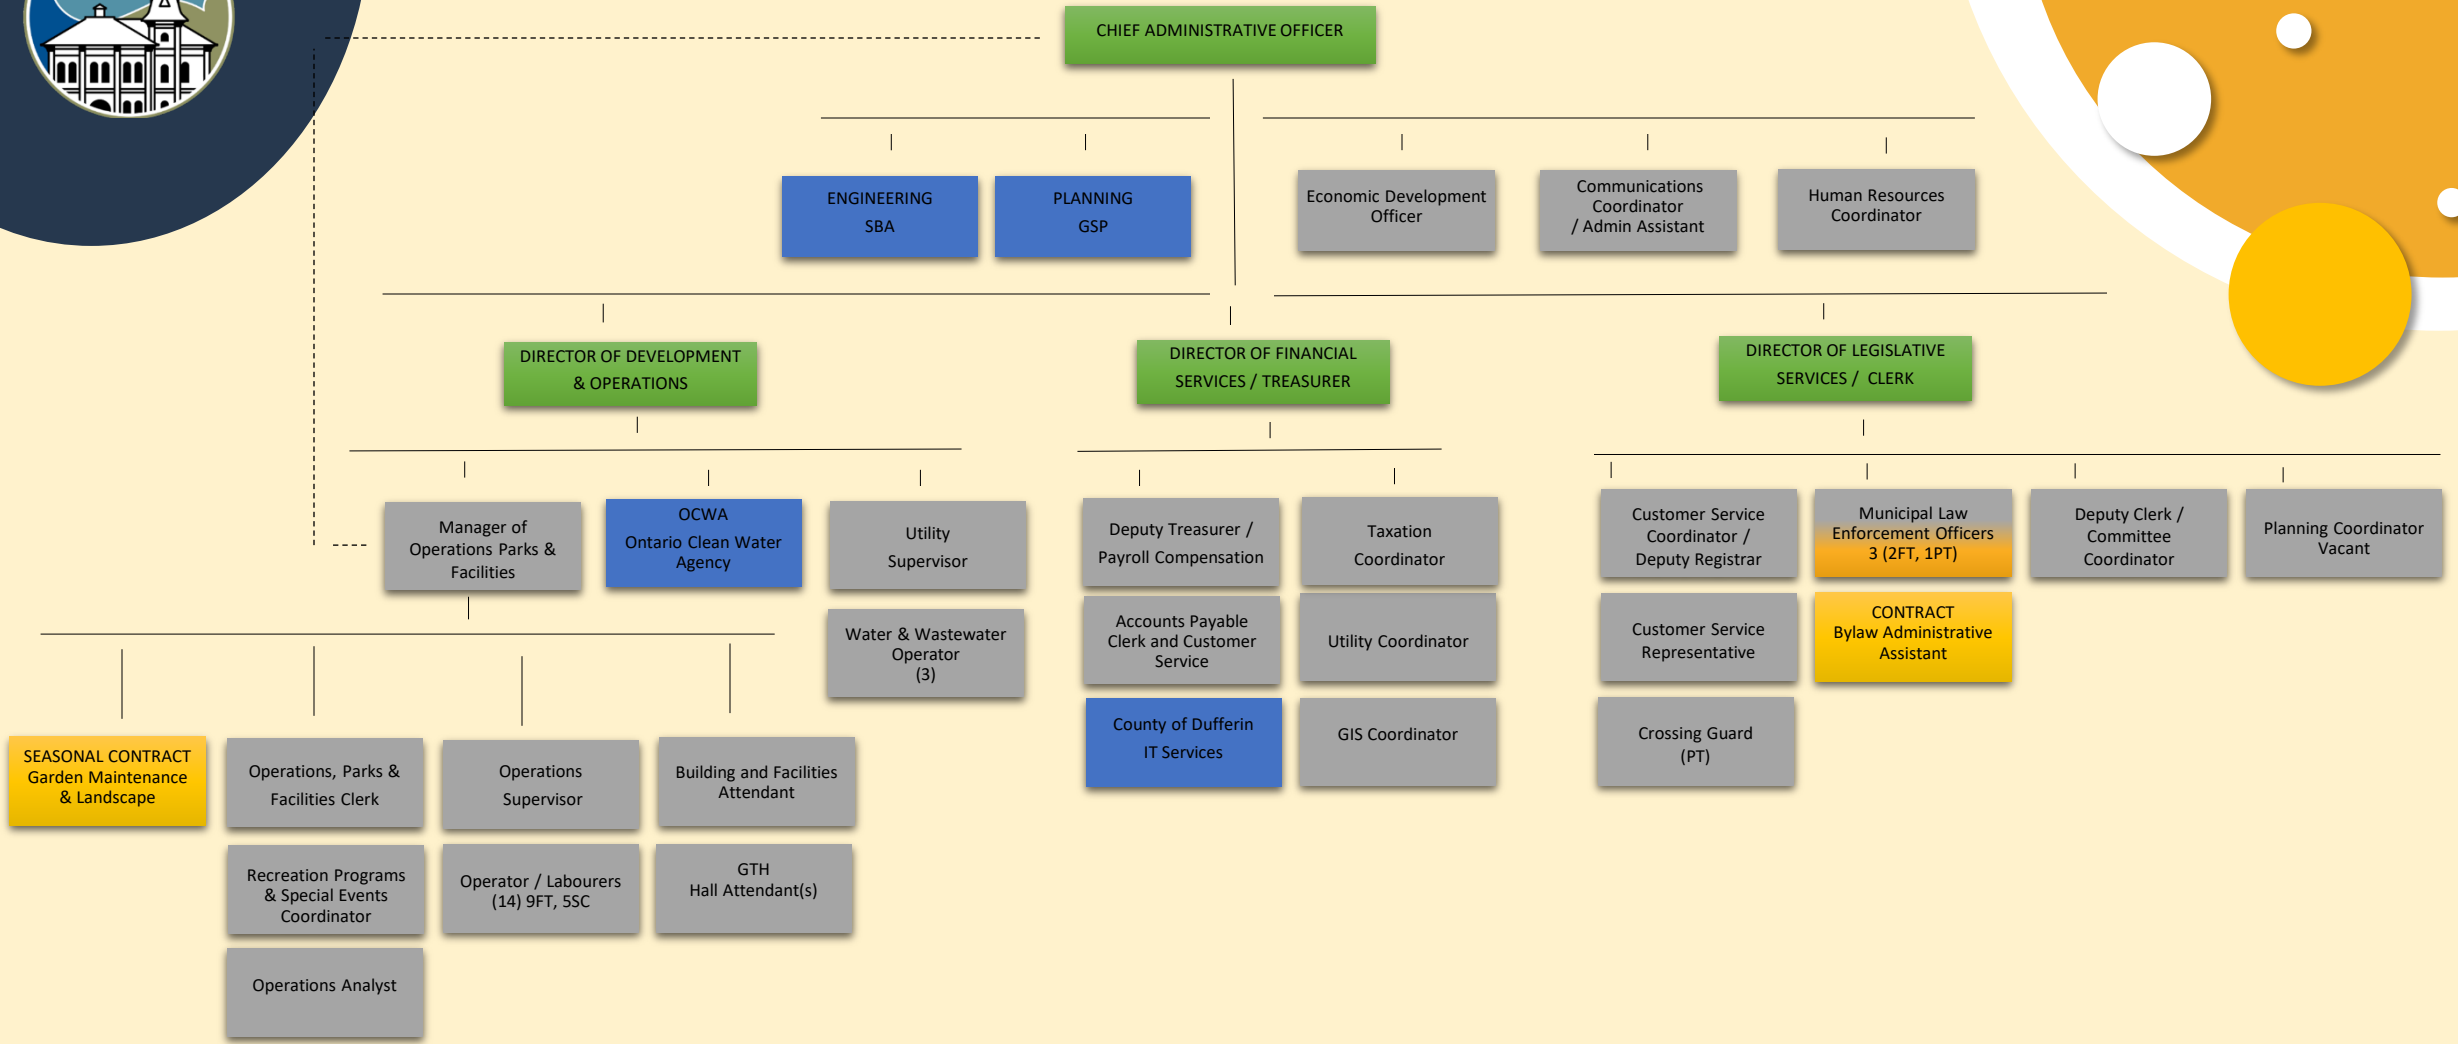 CHIEF ADMINISTRATIVE OFFICER
ENGINEERING
SBA
PLANNING
GSP
Economic Development
Officer
Communications
Coordinator
/ Admin Assistant
Human Resources
Coordinator
DIRECTOR OF DEVELOPMENT
& OPERATIONS
DIRECTOR OF FINANCIAL
SERVICES / TREASURER
DIRECTOR OF LEGISLATIVE
SERVICES / CLERK
Manager of
Operations Parks &
Facilities
OCWA
Ontario Clean Water
Agency
Utility
Supervisor
Deputy Treasurer /
Payroll Compensation
Taxation
Coordinator
Customer Service
Coordinator /
Deputy Registrar
Municipal Law
Enforcement Officers
3 (2FT, 1PT)
Deputy Clerk /
Committee
Coordinator
Planning Coordinator
Vacant
Water & Wastewater
Operator
(3)
Accounts Payable
Clerk and Customer
Service
Utility Coordinator
Customer Service
Representative
CONTRACT
Bylaw Administrative
Assistant
County of Dufferin
IT Services
GIS Coordinator
Crossing Guard
(PT)
SEASONAL CONTRACT
Garden Maintenance
& Landscape
Operations, Parks &
Facilities Clerk
Operations
Supervisor
Building and Facilities
Attendant
Recreation Programs
& Special Events
Coordinator
Operator / Labourers
(14) 9FT, 5SC
GTH
Hall Attendant(s)
Operations Analyst